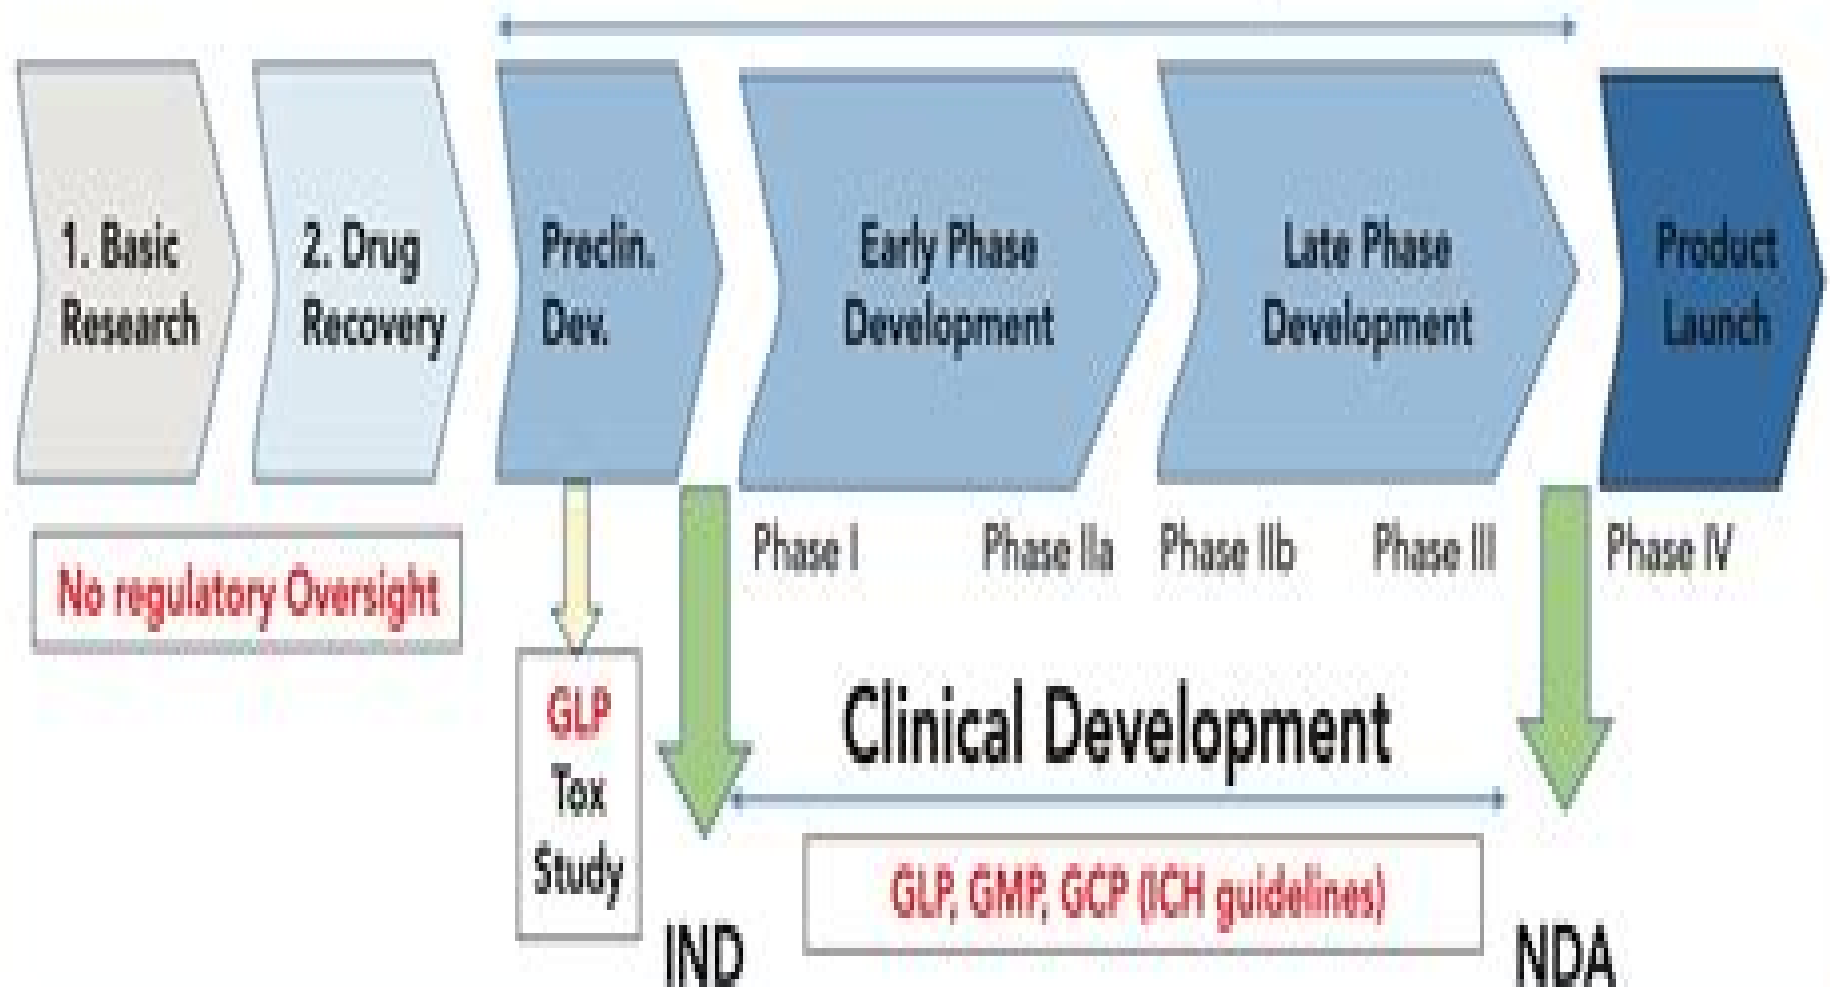 1. Basic
Research
2. Drug
Recovery
Preclin.
Dev.
Early Phase
Development
Late Phase
Development
Product
Launch
No regulatory Oversight
Phase I
Phase IIa
Phase IIb
Phase III
Phase IV
GLP
Tox
Study
Clinical Development
GLP, GMP, GCP (ICH guidelines)
IND
NDA